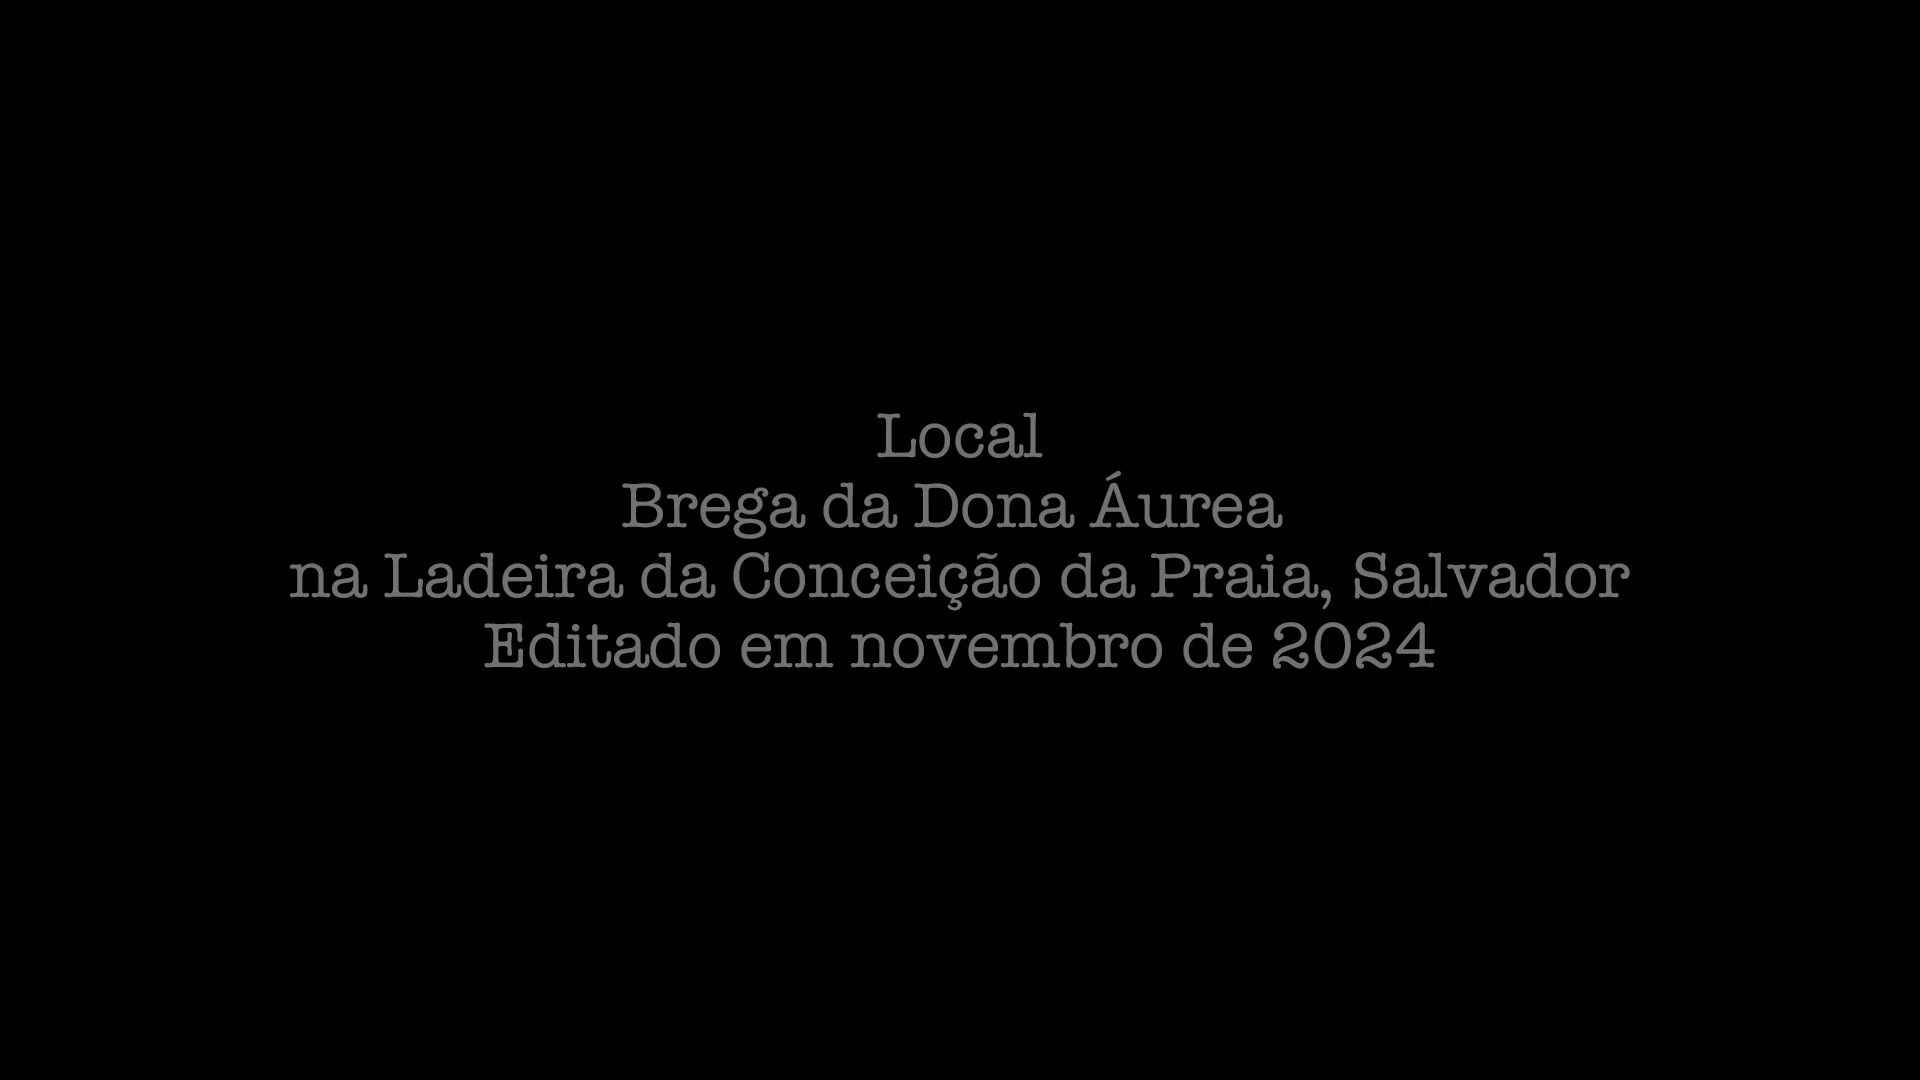 Local
Brega da Dona Áurea
na Ladeira da Conceição da Praia, Salvador
Editado em novembro de 2024